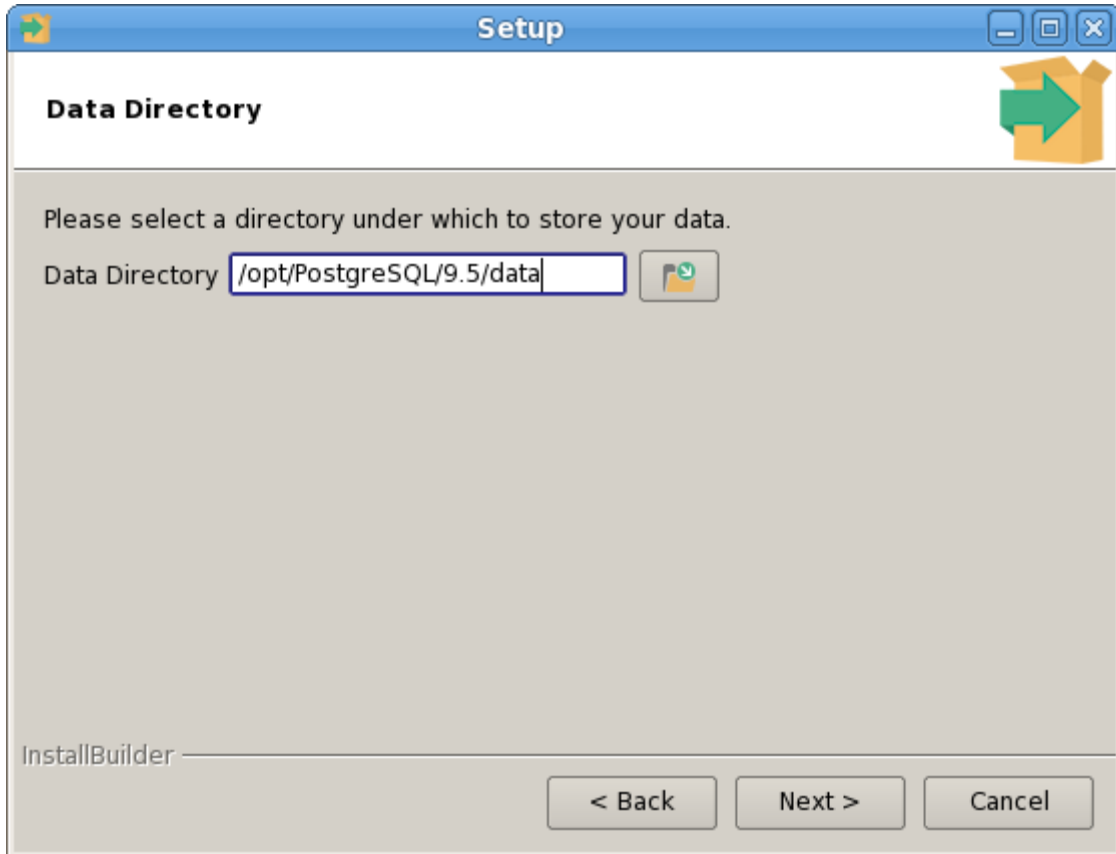 Setup
Data Directory
Please select a directory under which to store your data.
Data Directory /opt/PostgreSQL/9.5/data
InstallBuilder
< Back Next > Cancel